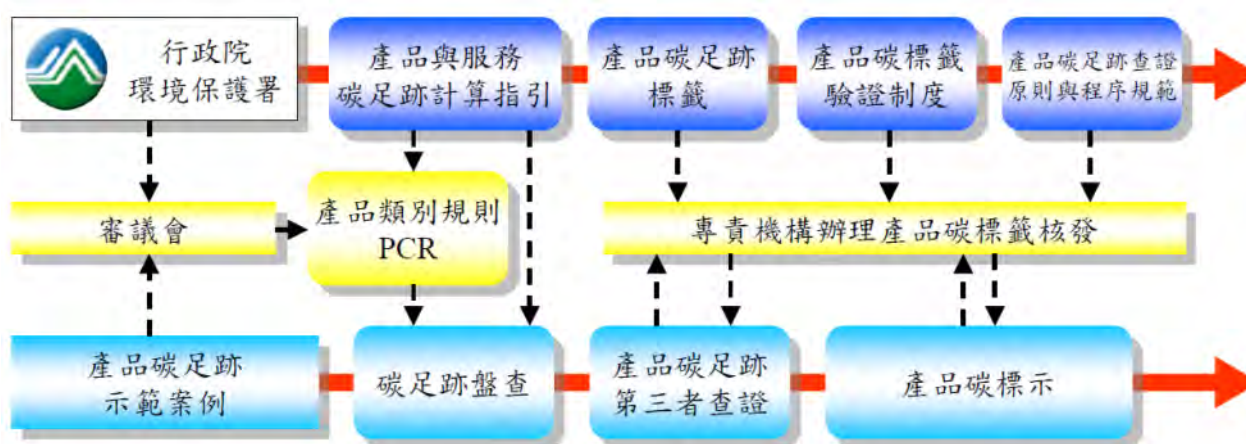 行政院
環境保護署
產品與服務
碳足跡計算指引
產品碳足跡
標籤
產品碳標籤
驗證制度
產品碳足跡查證
原則與程序規範
審議會
產品類別規則
PCR
專責機構辦理產品碳標籤核發
產品碳足跡
示範案例
碳足跡盤查
產品碳足跡
第三者查證
產品碳標示